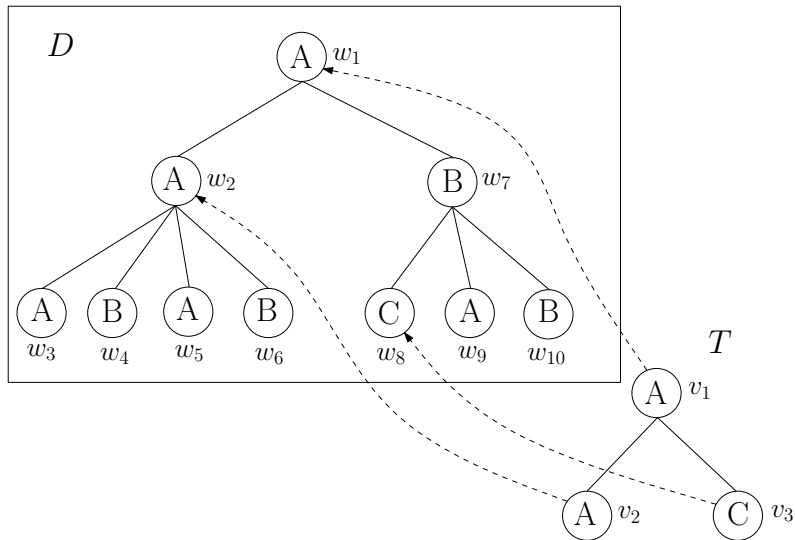 D
A w₁
A w₂ B w₇
A B A B C A B
w₃ w₄ w₅ w₆ w₈ w₉ w₁₀
T
A v₁
A v₂ C v₃